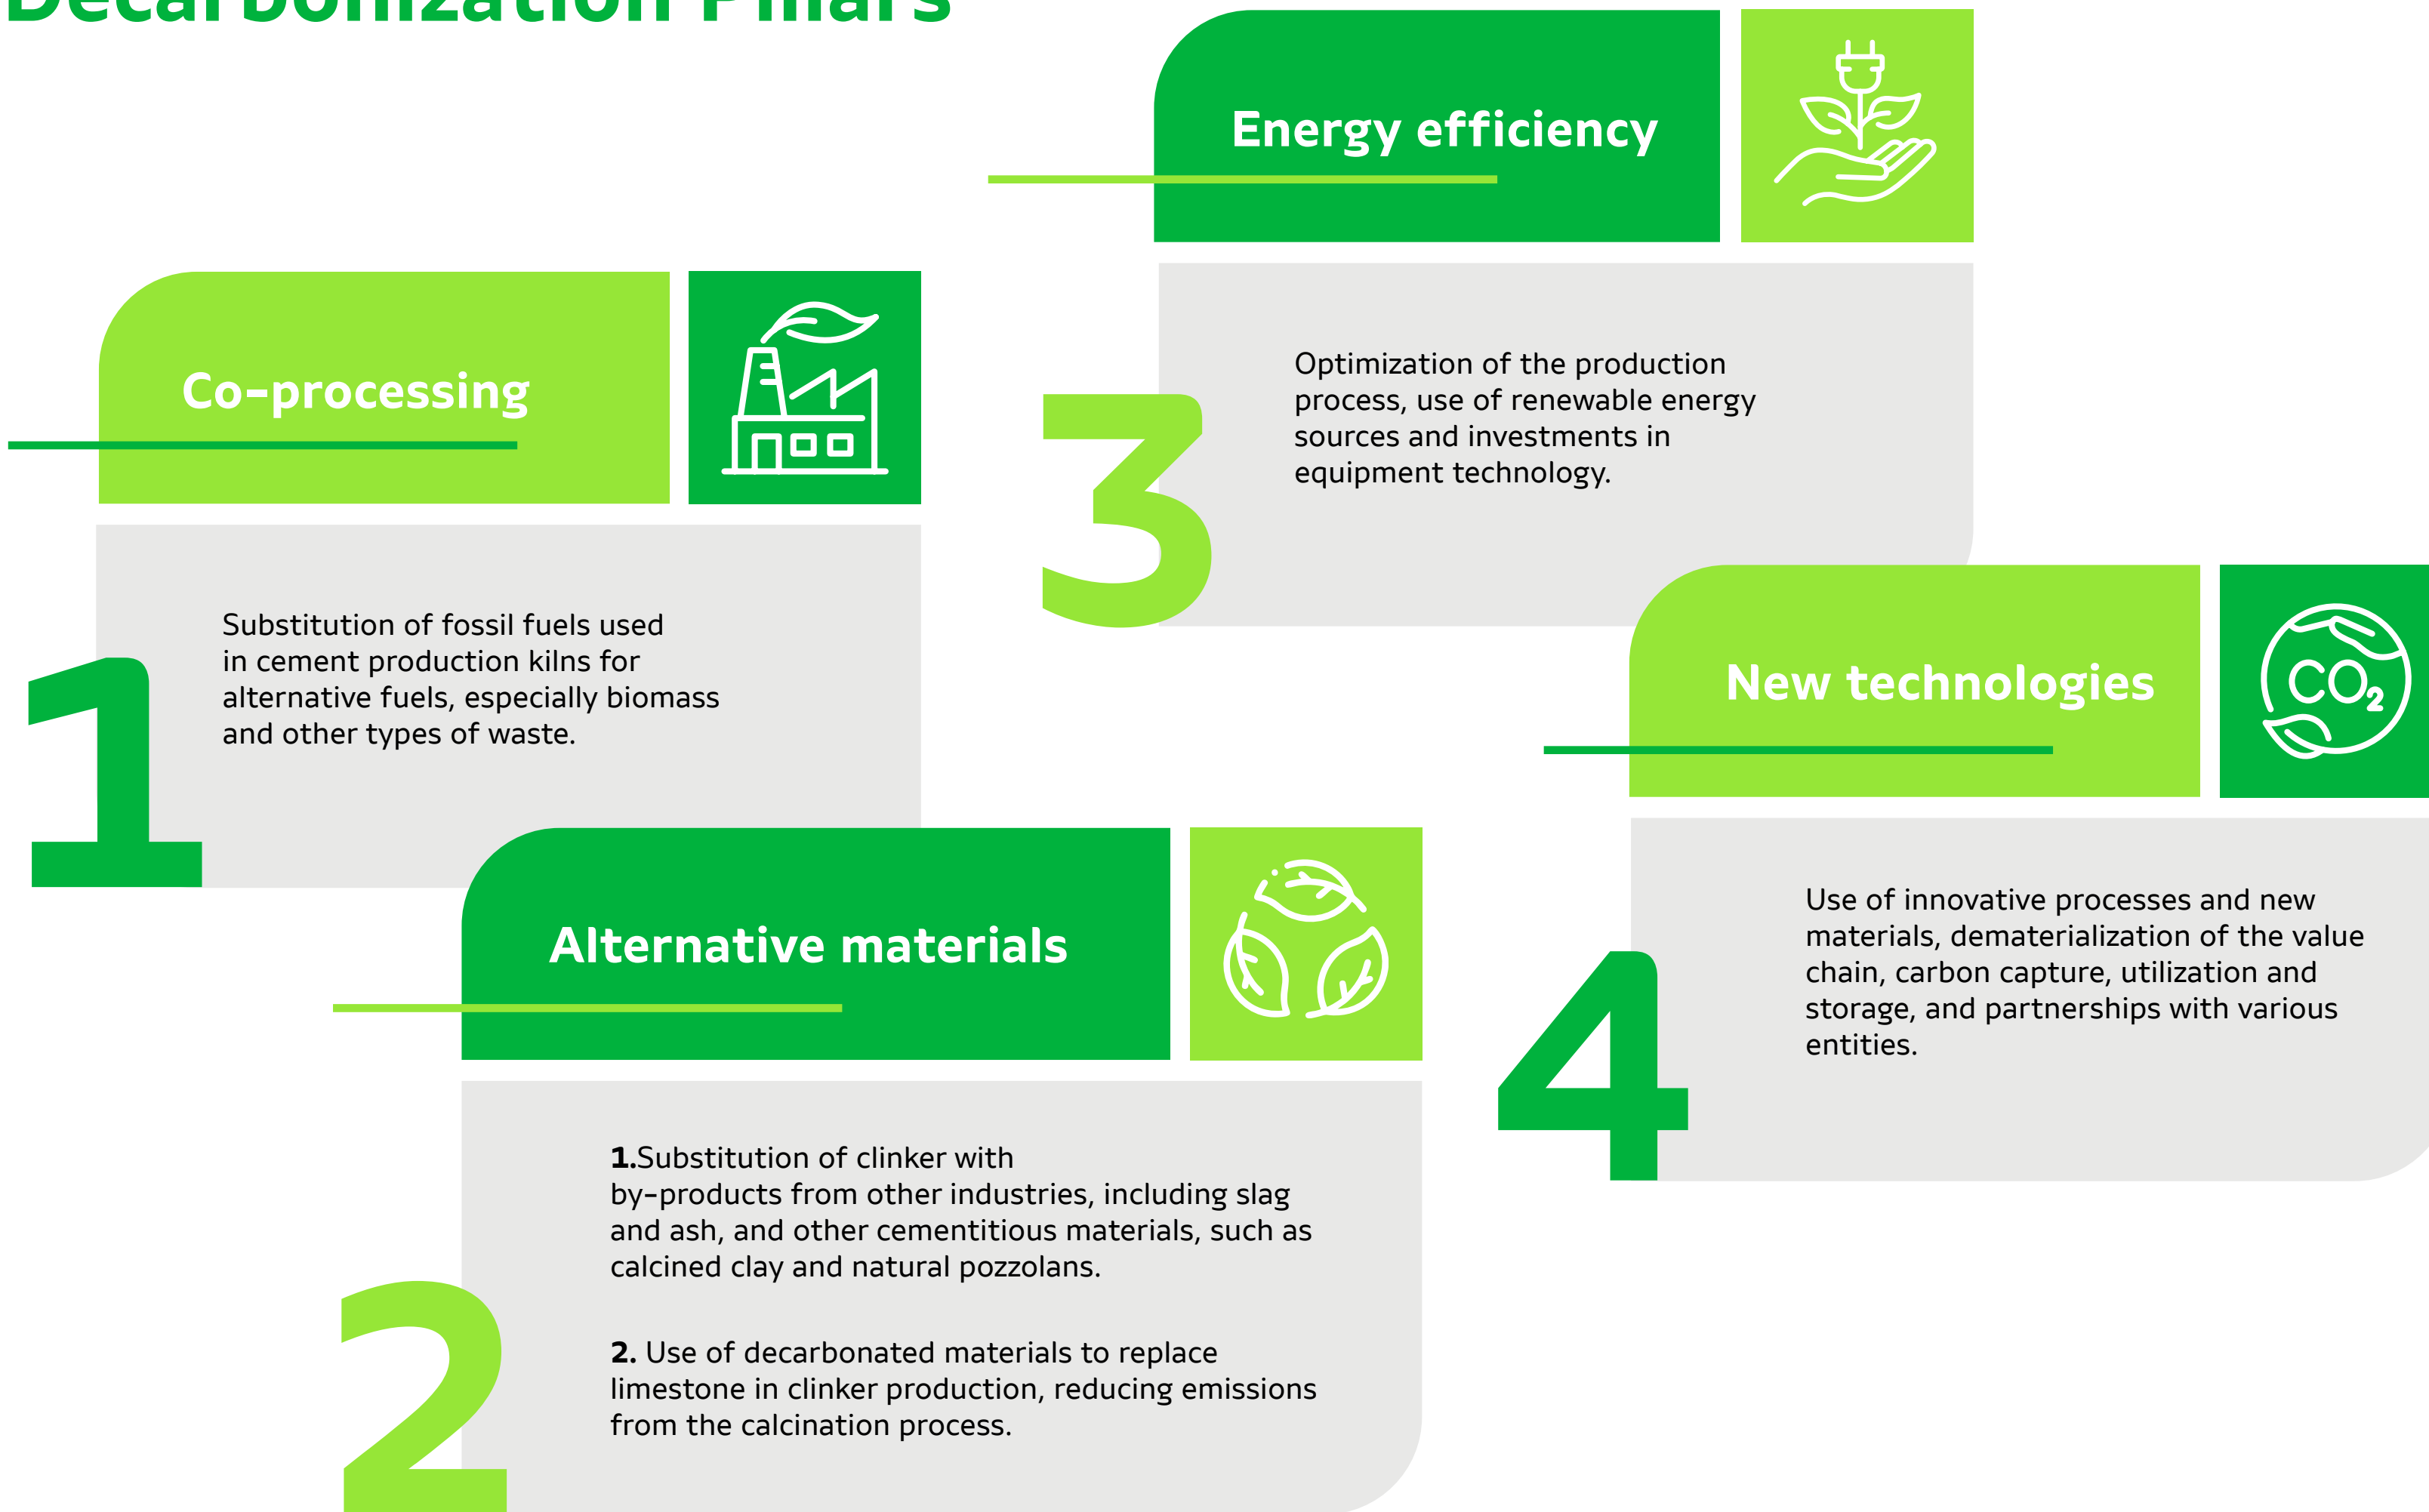 Decarbonization Pillars
Co-processing
1
Substitution of fossil fuels used
in cement production kilns for
alternative fuels, especially biomass
and other types of waste.
Alternative materials
2
1.Substitution of clinker with
by-products from other industries, including slag
and ash, and other cementitious materials, such as
calcined clay and natural pozzolans.
2. Use of decarbonated materials to replace
limestone in clinker production, reducing emissions
from the calcination process.
Energy efficiency
3
Optimization of the production
process, use of renewable energy
sources and investments in
equipment technology.
New technologies
CO₂
4
Use of innovative processes and new
materials, dematerialization of the value
chain, carbon capture, utilization and
storage, and partnerships with various
entities.